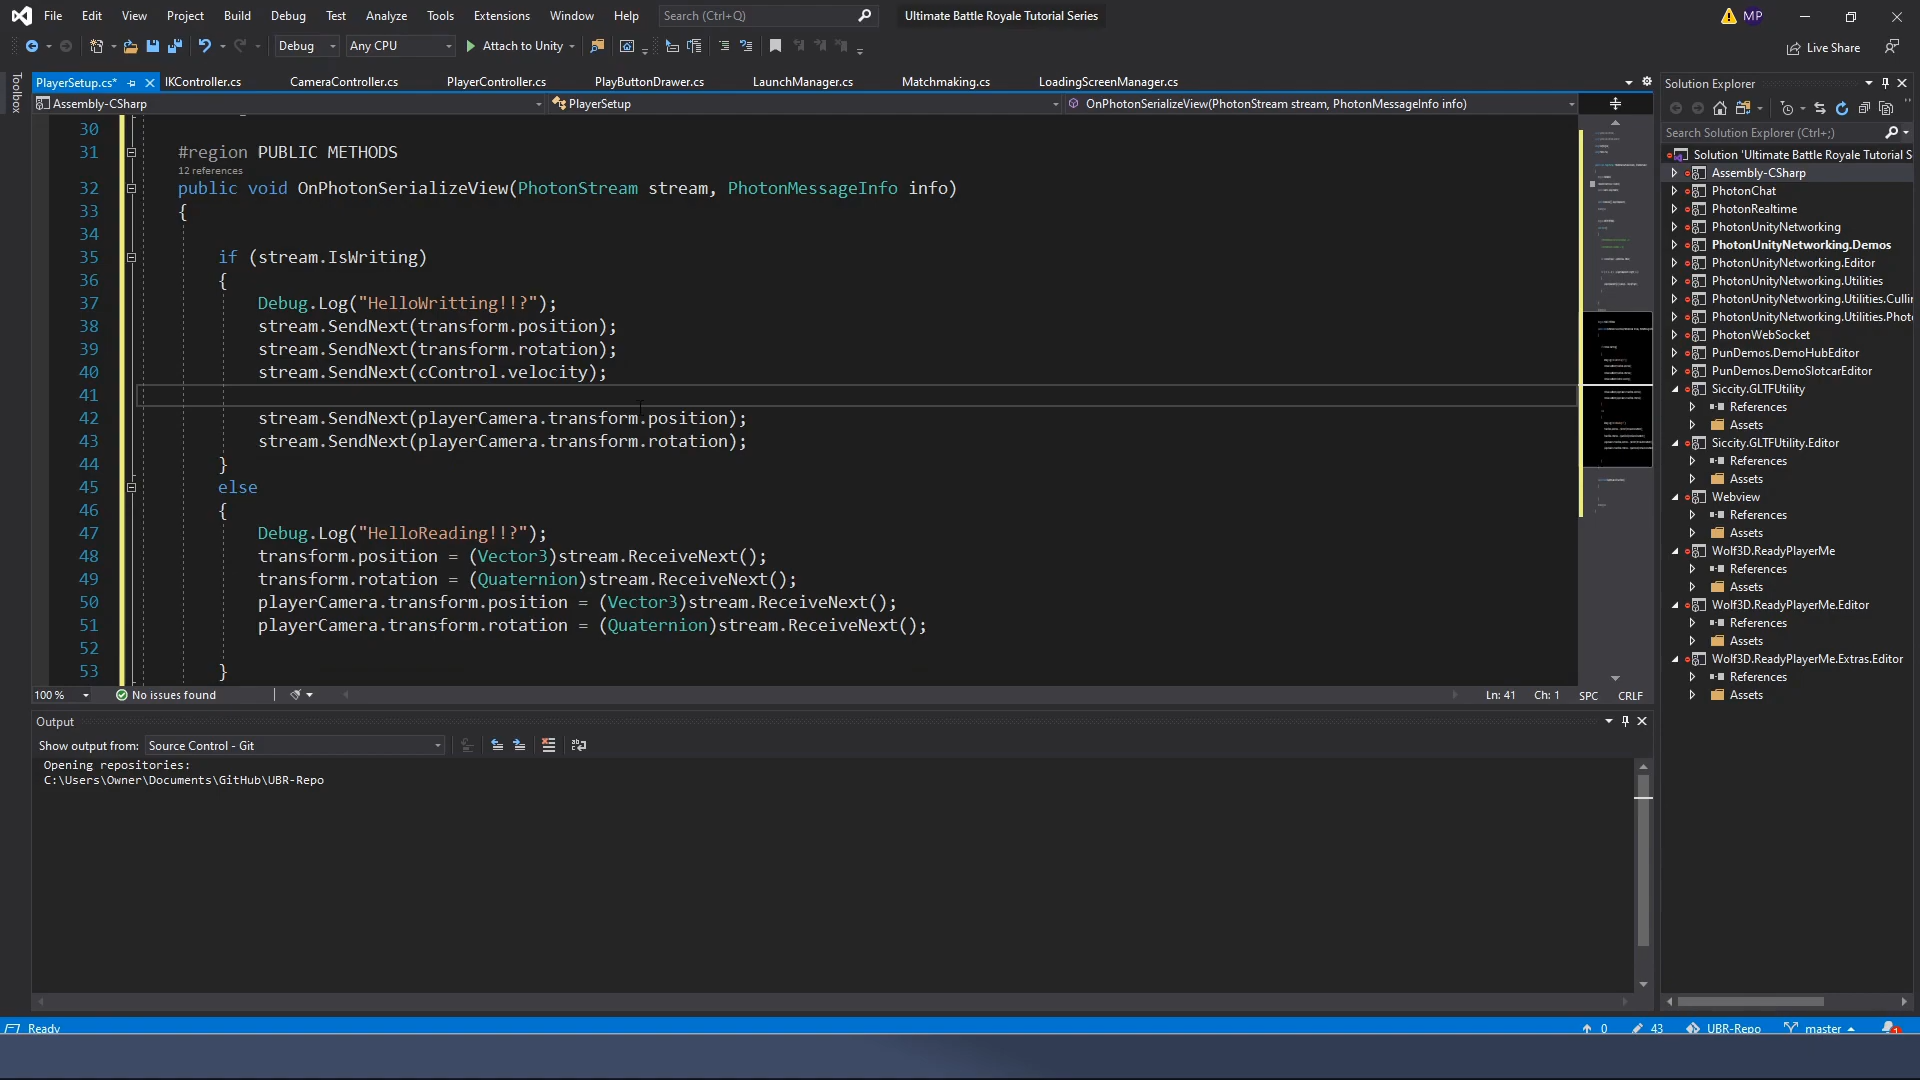 File Edit View Project Build Debug Test Analyze Tools Extensions Window Help Search (Ctrl+Q) Ultimate Battle Royale Tutorial Series MP
Debug Any CPU Attach to Unity Live Share
Toolbox
PlayerSetup.cs* IKController.cs CameraController.cs PlayerController.cs PlayButtonDrawer.cs LaunchManager.cs Matchmaking.cs LoadingScreenManager.cs
Assembly-CSharp PlayerSetup OnPhotonSerializeView(PhotonStream stream, PhotonMessageInfo info)
30
31 #region PUBLIC METHODS
12 references
32 public void OnPhotonSerializeView(PhotonStream stream, PhotonMessageInfo info)
33 {
34
35 if (stream.IsWriting)
36 {
37 Debug.Log("HelloWritting!!?");
38 stream.SendNext(transform.position);
39 stream.SendNext(transform.rotation);
40 stream.SendNext(cControl.velocity);
41
42 stream.SendNext(playerCamera.transform.position);
43 stream.SendNext(playerCamera.transform.rotation);
44 }
45 else
46 {
47 Debug.Log("HelloReading!!?");
48 transform.position = (Vector3)stream.ReceiveNext();
49 transform.rotation = (Quaternion)stream.ReceiveNext();
50 playerCamera.transform.position = (Vector3)stream.ReceiveNext();
51 playerCamera.transform.rotation = (Quaternion)stream.ReceiveNext();
52
53 }
100 % No issues found Ln: 41 Ch: 1 SPC CRLF
Output
Show output from: Source Control - Git
Opening repositories:
C:\Users\Owner\Documents\GitHub\UBR-Repo
Solution Explorer
Search Solution Explorer (Ctrl+;)
Solution 'Ultimate Battle Royale Tutorial S
Assembly-CSharp
PhotonChat
PhotonRealtime
PhotonUnityNetworking
PhotonUnityNetworking.Demos
PhotonUnityNetworking.Editor
PhotonUnityNetworking.Utilities
PhotonUnityNetworking.Utilities.Culli
PhotonUnityNetworking.Utilities.Phot
PhotonWebSocket
PunDemos.DemoHubEditor
PunDemos.DemoSlotcarEditor
Siccity.GLTFUtility
References
Assets
Siccity.GLTFUtility.Editor
References
Assets
Webview
References
Assets
Wolf3D.ReadyPlayerMe
References
Assets
Wolf3D.ReadyPlayerMe.Editor
References
Assets
Wolf3D.ReadyPlayerMe.Extras.Editor
References
Assets
Ready 0 43 UBR-Repo master 1